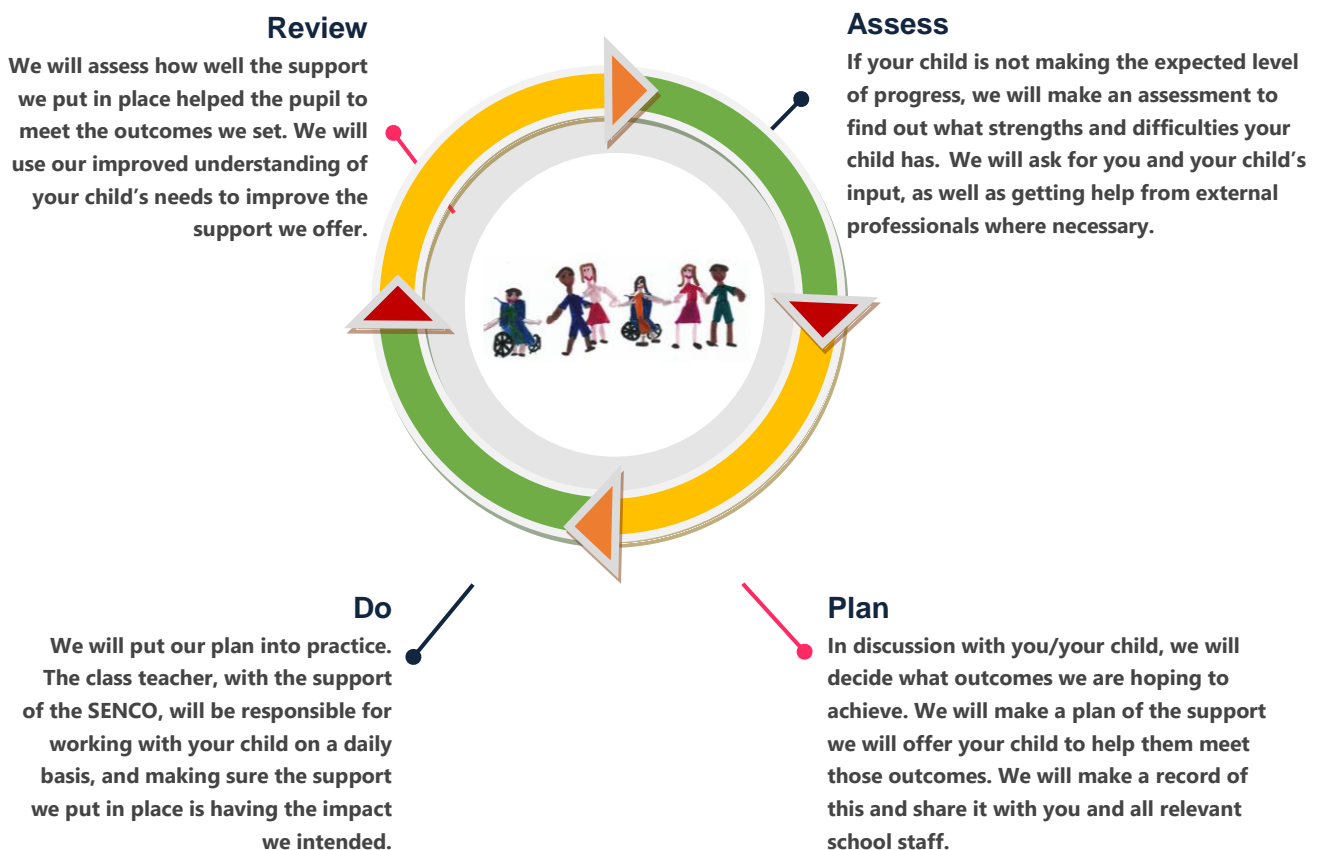 Review
We will assess how well the support
we put in place helped the pupil to
meet the outcomes we set. We will
use our improved understanding of
your child’s needs to improve the
support we offer.
Assess
If your child is not making the expected level
of progress, we will make an assessment to
find out what strengths and difficulties your
child has. We will ask for you and your child’s
input, as well as getting help from external
professionals where necessary.
Do
We will put our plan into practice.
The class teacher, with the support
of the SENCO, will be responsible for
working with your child on a daily
basis, and making sure the support
we put in place is having the impact
we intended.
Plan
In discussion with you/your child, we will
decide what outcomes we are hoping to
achieve. We will make a plan of the support
we will offer your child to help them meet
those outcomes. We will make a record of
this and share it with you and all relevant
school staff.